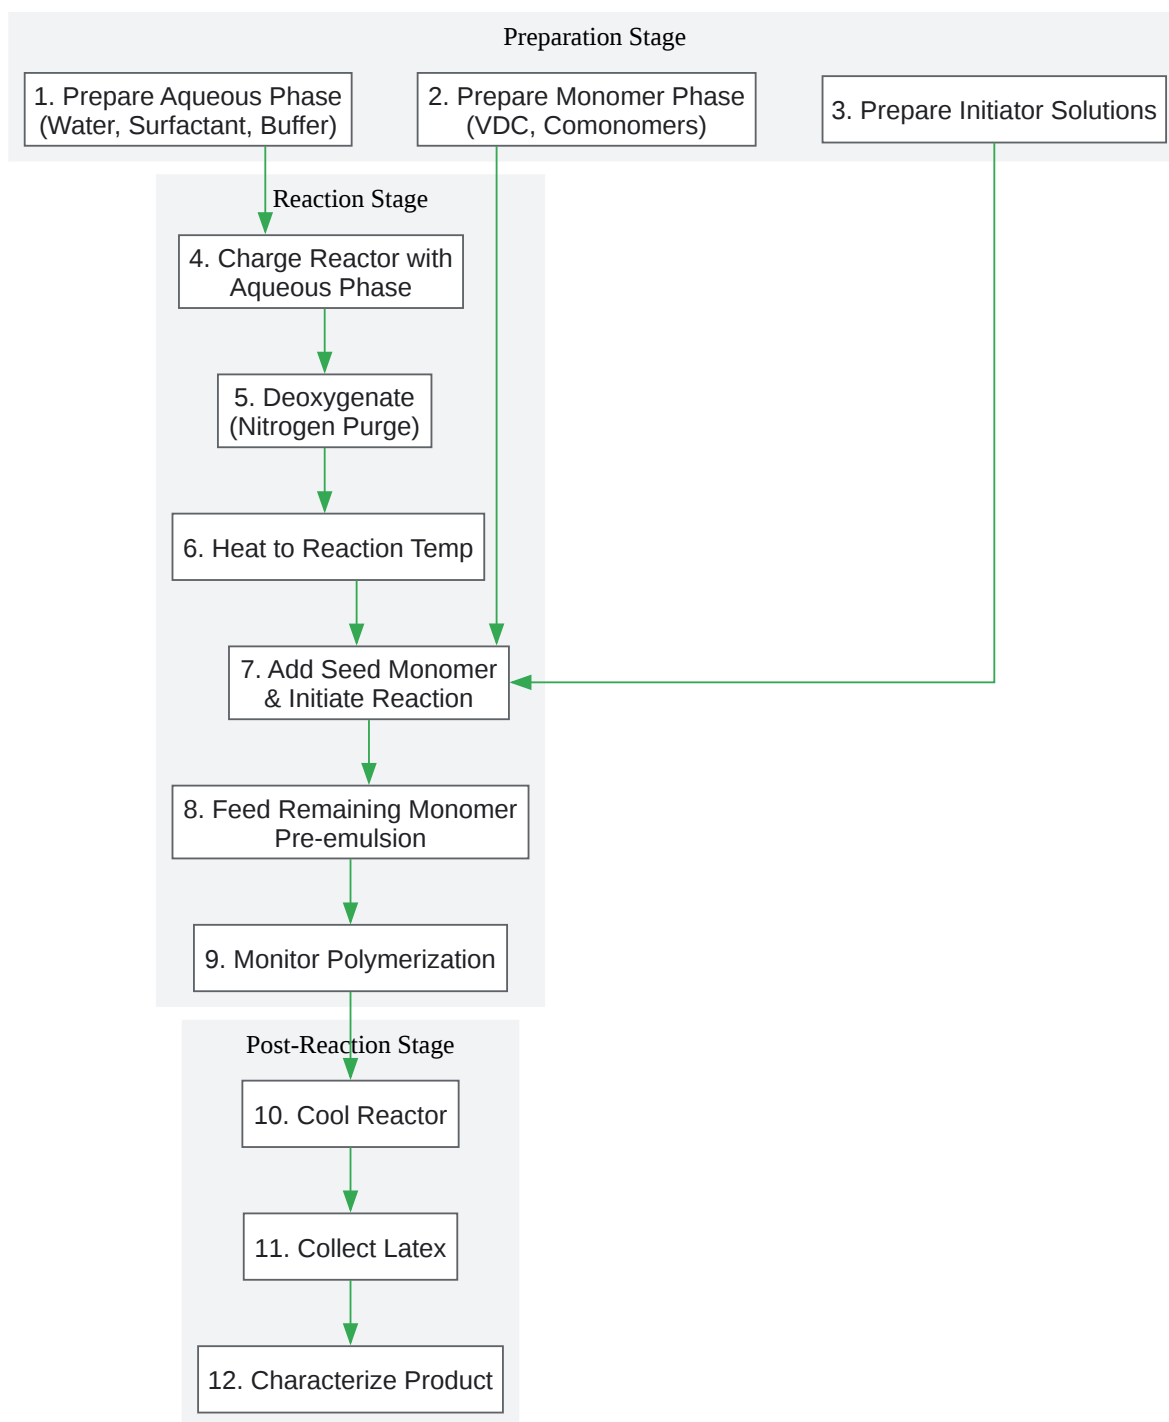 Preparation Stage
1. Prepare Aqueous Phase
(Water, Surfactant, Buffer)
2. Prepare Monomer Phase
(VDC, Comonomers)
3. Prepare Initiator Solutions
Reaction Stage
4. Charge Reactor with
Aqueous Phase
5. Deoxygenate
(Nitrogen Purge)
6. Heat to Reaction Temp
7. Add Seed Monomer
& Initiate Reaction
8. Feed Remaining Monomer
Pre-emulsion
9. Monitor Polymerization
Post-Reaction Stage
10. Cool Reactor
11. Collect Latex
12. Characterize Product